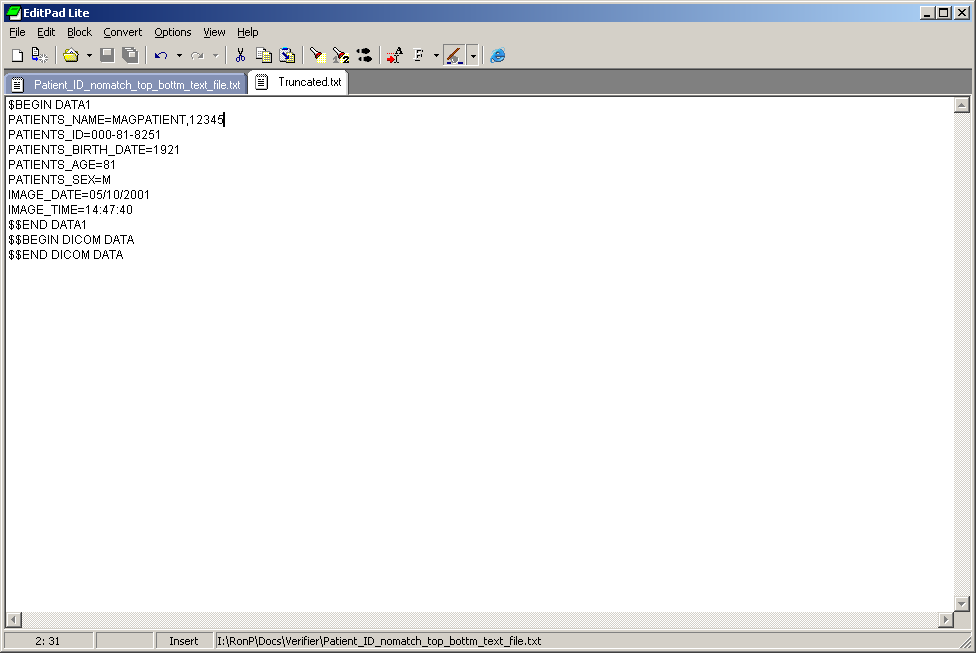 EditPad Lite
File Edit Block Convert Options View Help
Patient_ID_nomatch_top_bottm_text_file.txt Truncated.txt
$BEGIN DATA1
PATIENTS_NAME=MAGPATIENT,12345
PATIENTS_ID=000-81-8251
PATIENTS_BIRTH_DATE=1921
PATIENTS_AGE=81
PATIENTS_SEX=M
IMAGE_DATE=05/10/2001
IMAGE_TIME=14:47:40
$$END DATA1
$$BEGIN DICOM DATA
$$END DICOM DATA
2: 31 Insert I:\RonP\Docs\Verifier\Patient_ID_nomatch_top_bottm_text_file.txt